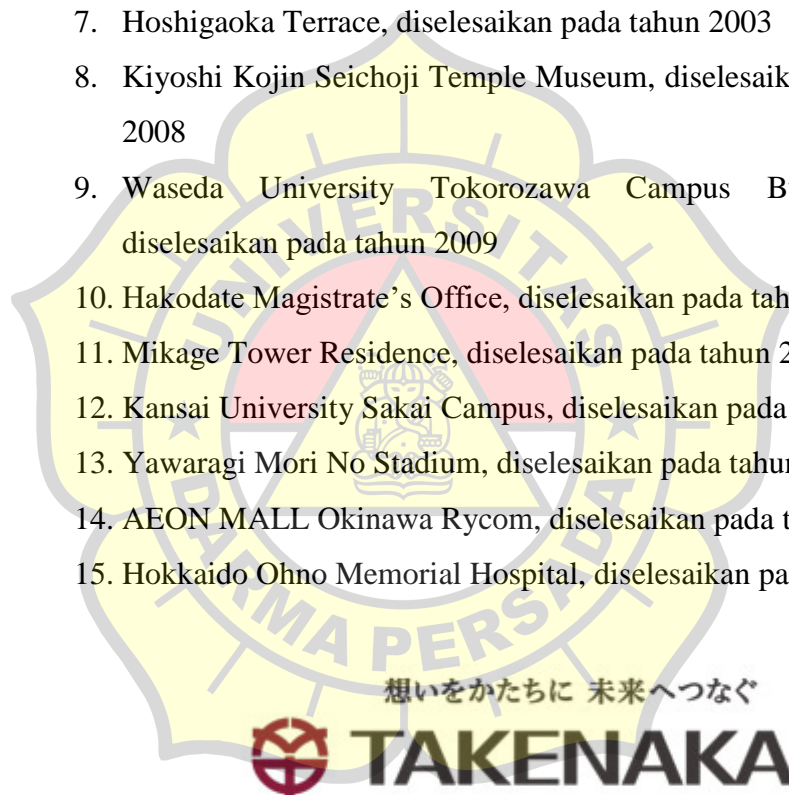 7. Hoshigaoka Terrace, diselesaikan pada tahun 2003
8. Kiyoshi Kojin Seichoji Temple Museum, diselesaik
2008
9. Waseda University Tokorozawa Campus B
diselesaikan pada tahun 2009
10. Hakodate Magistrate’s Office, diselesaikan pada tah
11. Mikage Tower Residence, diselesaikan pada tahun 2
12. Kansai University Sakai Campus, diselesaikan pada
13. Yawaragi Mori No Stadium, diselesaikan pada tahu
14. AEON MALL Okinawa Rycom, diselesaikan pada t
15. Hokkaido Ohno Memorial Hospital, diselesaikan pa
UNIVERSITAS
DARMA PERSADA
想いをかたちに 未来へつなぐ
TAKENAKA